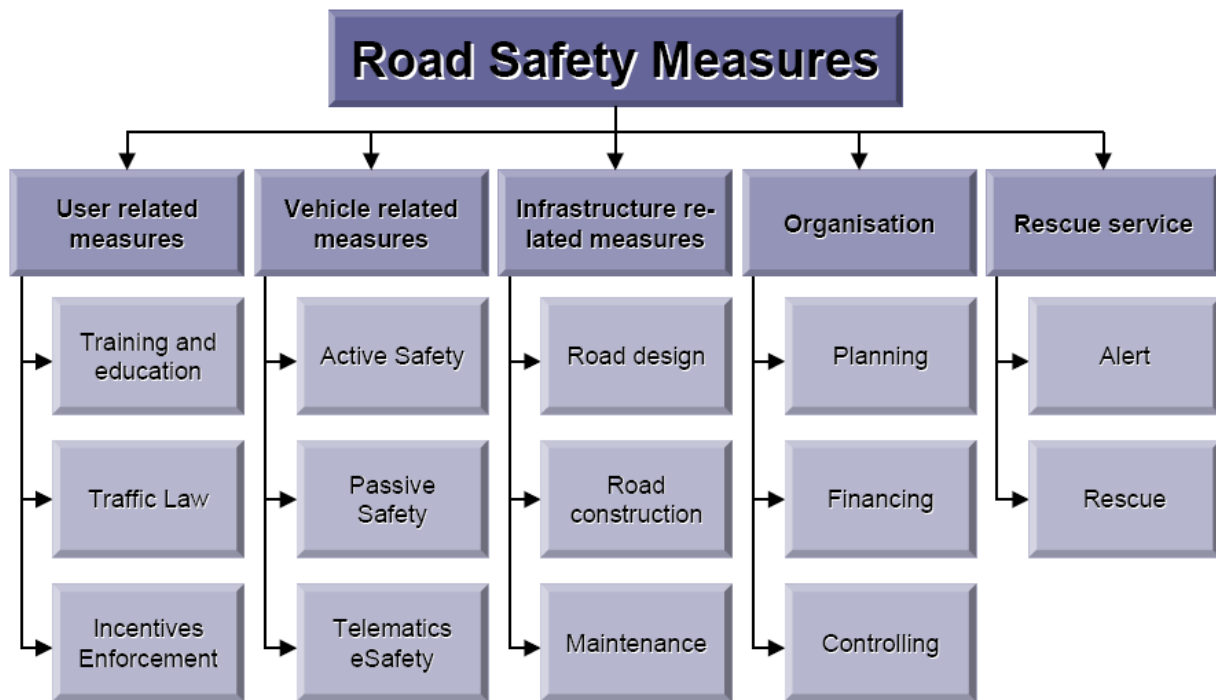 Road Safety Measures
User related
measures
Vehicle related
measures
Infrastructure re-
lated measures
Organisation
Rescue service
Training and
education
Active Safety
Road design
Planning
Alert
Traffic Law
Passive
Safety
Road
construction
Financing
Rescue
Incentives
Enforcement
Telematics
eSafety
Maintenance
Controlling